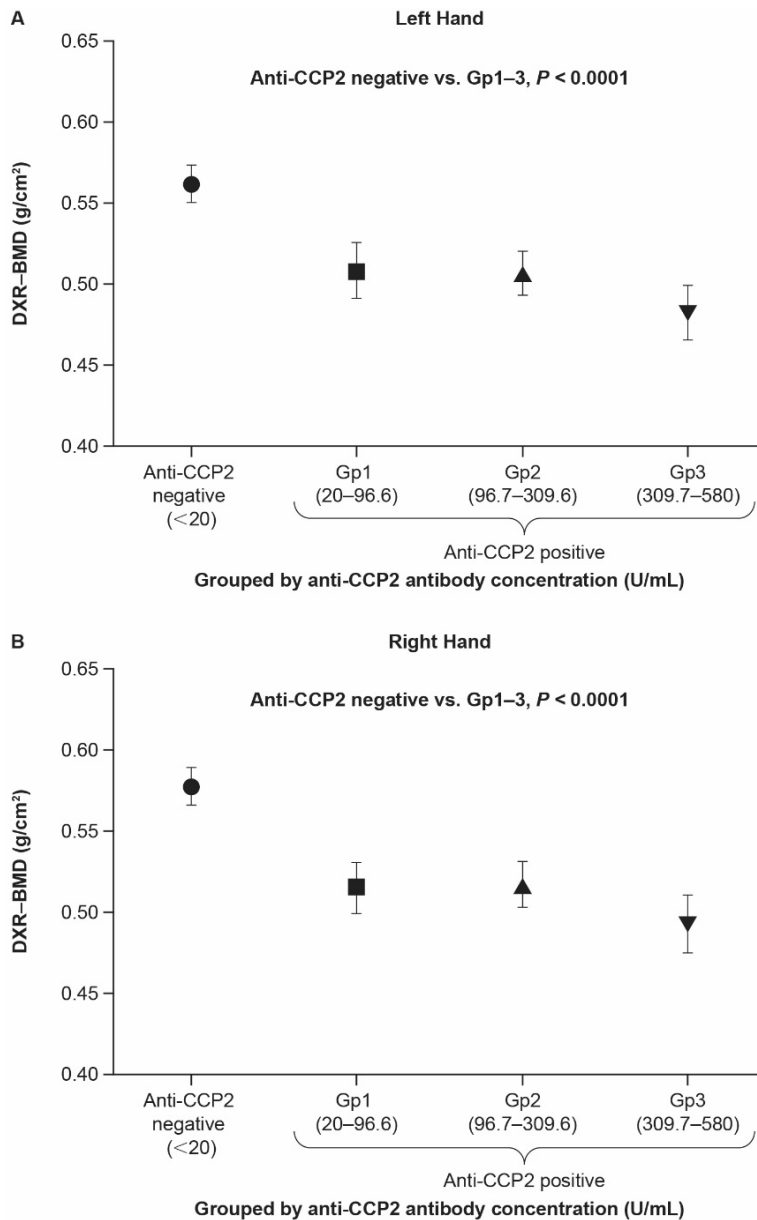 A
Left Hand
0.65
Anti-CCP2 negative vs. Gp1–3, P < 0.0001
0.60
0.55
0.50
0.45
0.40
DXR–BMD (g/cm²)
Anti-CCP2 negative (<20)
Gp1 (20–96.6)
Gp2 (96.7–309.6)
Gp3 (309.7–580)
Anti-CCP2 positive
Grouped by anti-CCP2 antibody concentration (U/mL)
B
Right Hand
0.65
Anti-CCP2 negative vs. Gp1–3, P < 0.0001
0.60
0.55
0.50
0.45
0.40
DXR–BMD (g/cm²)
Anti-CCP2 negative (<20)
Gp1 (20–96.6)
Gp2 (96.7–309.6)
Gp3 (309.7–580)
Anti-CCP2 positive
Grouped by anti-CCP2 antibody concentration (U/mL)